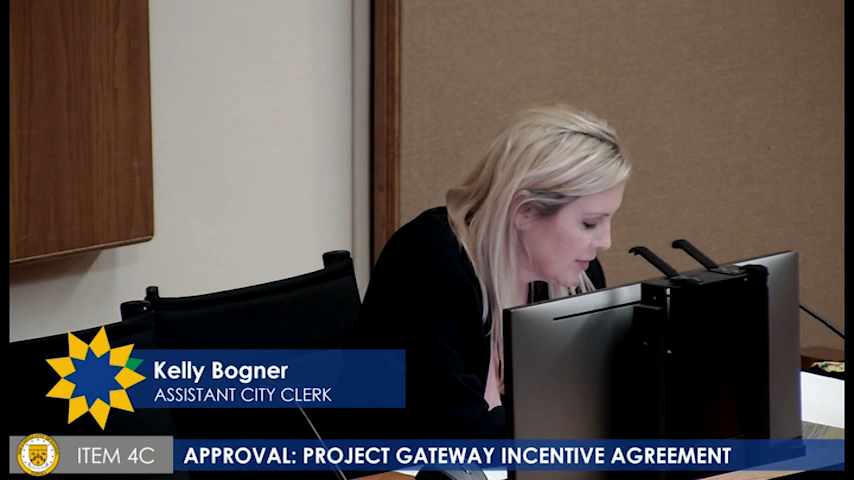 Kelly Bogner
ASSISTANT CITY CLERK
ITEM 4C
APPROVAL: PROJECT GATEWAY INCENTIVE AGREEMENT